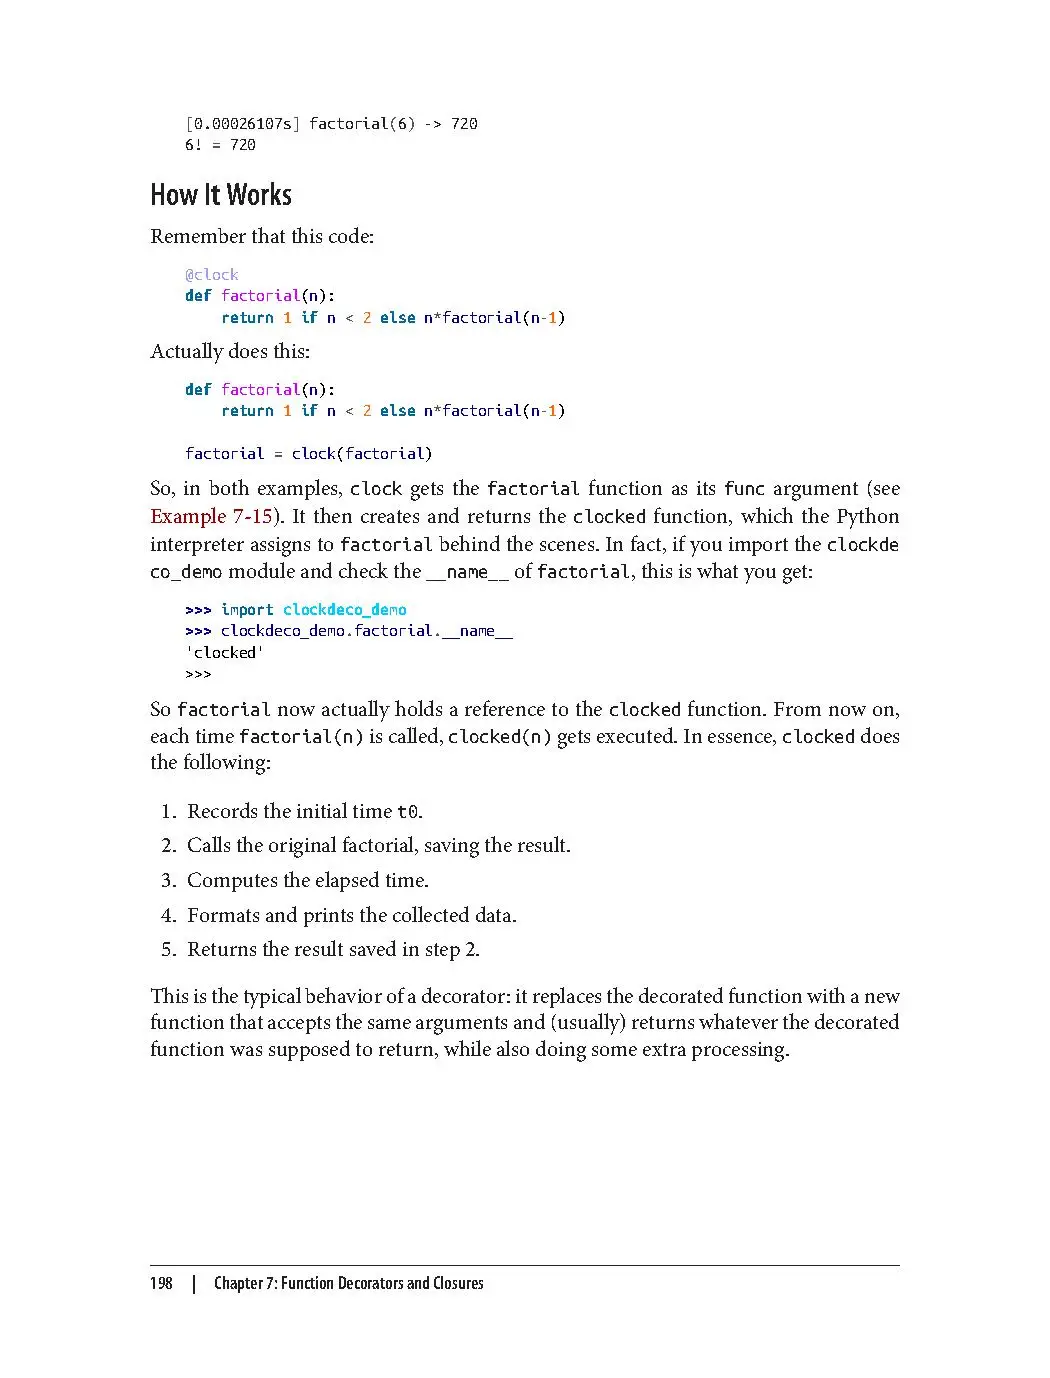 [0.00026107s] factorial(6) -> 720
6! = 720
How It Works
Remember that this code:
@clock
def factorial(n):
    return 1 if n < 2 else n*factorial(n-1)
Actually does this:
def factorial(n):
    return 1 if n < 2 else n*factorial(n-1)
factorial = clock(factorial)
So, in both examples, clock gets the factorial function as its func argument (see
Example 7-15). It then creates and returns the clocked function, which the Python
interpreter assigns to factorial behind the scenes. In fact, if you import the clockde
co_demo module and check the __name__ of factorial, this is what you get:
>>> import clockdeco_demo
>>> clockdeco_demo.factorial.__name__
'clocked'
>>>
So factorial now actually holds a reference to the clocked function. From now on,
each time factorial(n) is called, clocked(n) gets executed. In essence, clocked does
the following:
1. Records the initial time t0.
2. Calls the original factorial, saving the result.
3. Computes the elapsed time.
4. Formats and prints the collected data.
5. Returns the result saved in step 2.
This is the typical behavior of a decorator: it replaces the decorated function with a new
function that accepts the same arguments and (usually) returns whatever the decorated
function was supposed to return, while also doing some extra processing.
198 | Chapter 7: Function Decorators and Closures